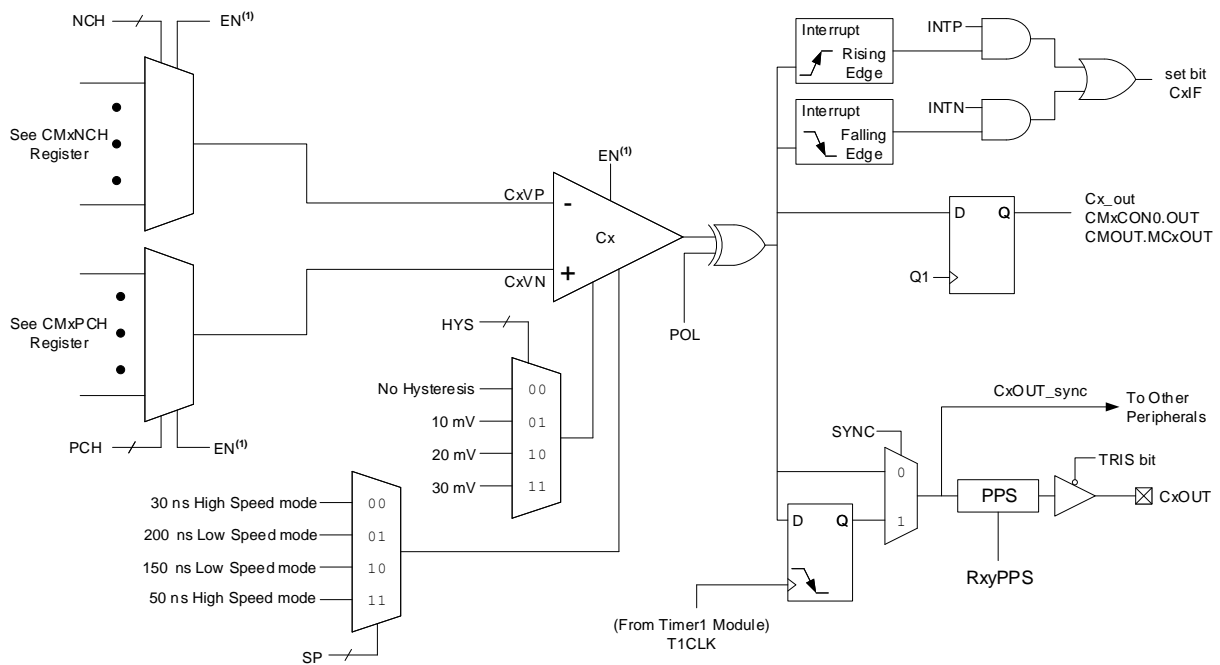 NCH
EN(1)
See CMxNCH
Register
CxVP
EN(1)
-
Cx
+
CxVN
See CMxPCH
Register
PCH
EN(1)
HYS
No Hysteresis
00
10 mV
01
20 mV
10
30 mV
11
30 ns High Speed mode
00
200 ns Low Speed mode
01
150 ns Low Speed mode
10
50 ns High Speed mode
11
SP
POL
Interrupt
Rising
Edge
INTP
Interrupt
Falling
Edge
INTN
set bit
CxIF
D
Q
Q1
Cx_out
CMxCON0.OUT
CMOUT.MCxOUT
CxOUT_sync
To Other
Peripherals
SYNC
0
1
D
Q
PPS
RxyPPS
TRIS bit
CxOUT
(From Timer1 Module)
T1CLK